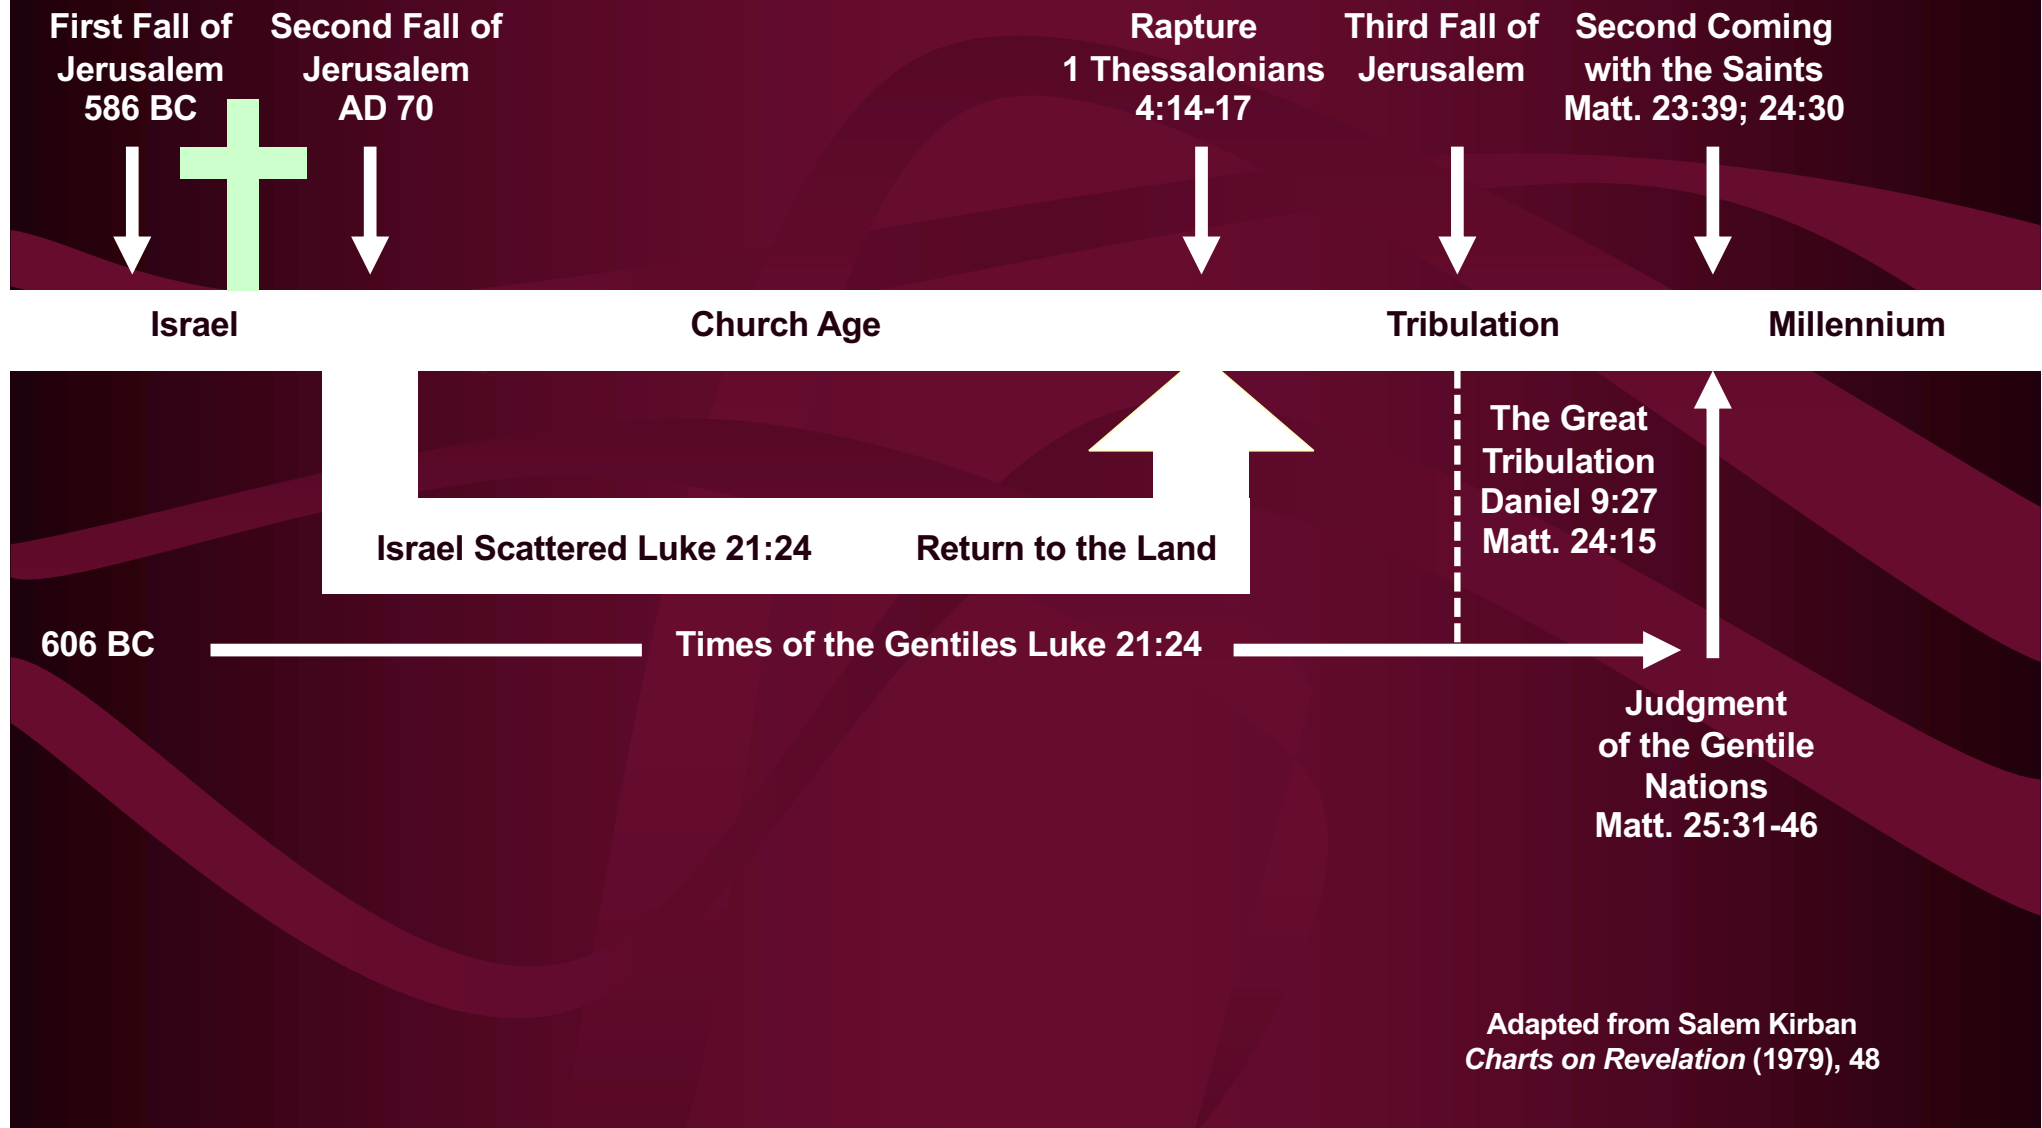 First Fall of
Jerusalem
586 BC
Second Fall of
Jerusalem
AD 70
Rapture
1 Thessalonians
4:14-17
Third Fall of
Jerusalem
Second Coming
with the Saints
Matt. 23:39; 24:30
Israel
Church Age
Tribulation
Millennium
The Great
Tribulation
Daniel 9:27
Matt. 24:15
Israel Scattered Luke 21:24
Return to the Land
606 BC
Times of the Gentiles Luke 21:24
Judgment
of the Gentile
Nations
Matt. 25:31-46
Adapted from Salem Kirban
Charts on Revelation (1979), 48